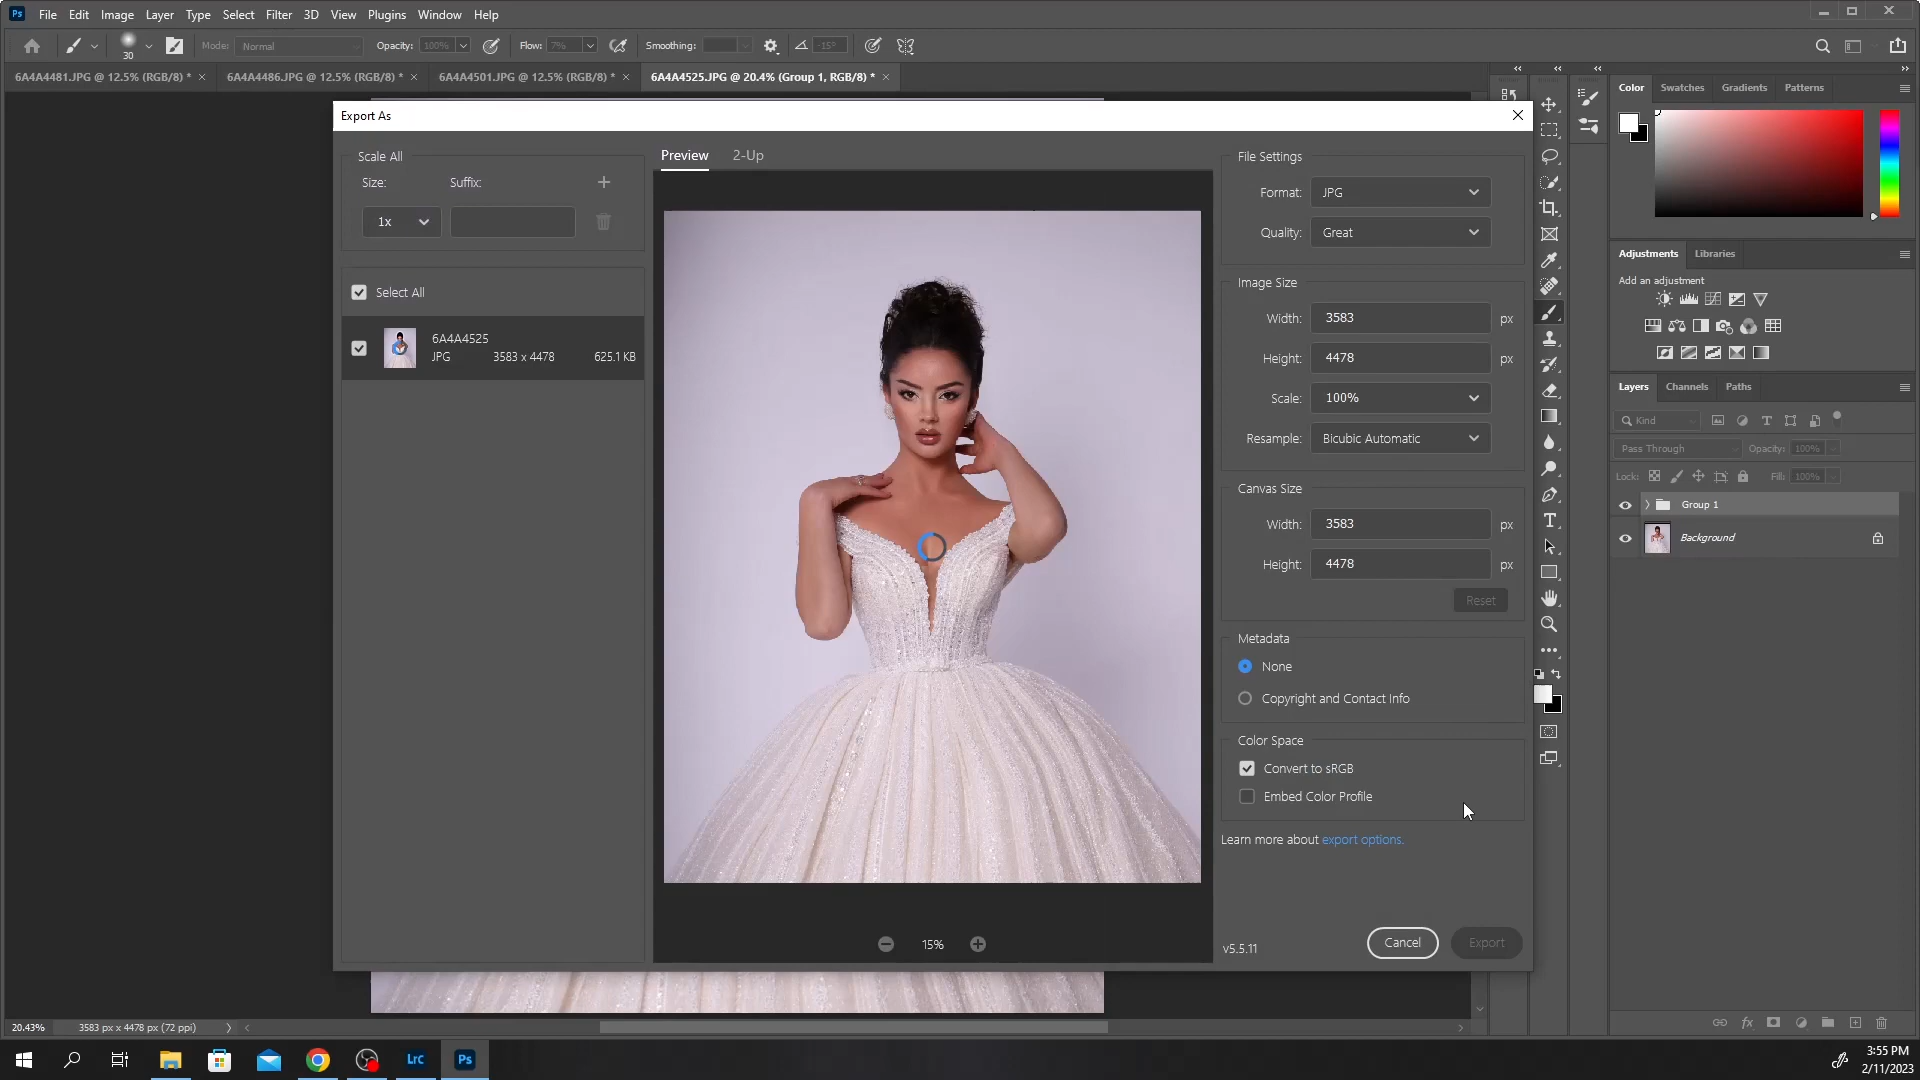 Ps File Edit Image Layer Type Select Filter 3D View Plugins Window Help
30 Mode: Normal Opacity: 100% Flow: 7% Smoothing: -15°
6A4A4481.JPG @ 12.5% (RGB/8) * 6A4A4486.JPG @ 12.5% (RGB/8) * 6A4A4501.JPG @ 12.5% (RGB/8) * 6A4A4525.JPG @ 20.4% (Group 1, RGB/8) *
Export As
Scale All
Size: Suffix:
1x
Select All
6A4A4525
JPG 3583 x 4478 625.1 KB
Preview 2-Up
15%
File Settings
Format: JPG
Quality: Great
Image Size
Width: 3583 px
Height: 4478 px
Scale: 100%
Resample: Bicubic Automatic
Canvas Size
Width: 3583 px
Height: 4478 px
Reset
Metadata
None
Copyright and Contact Info
Color Space
Convert to sRGB
Embed Color Profile
Learn more about export options.
v5.5.11 Cancel Export
Color Swatches Gradients Patterns
Adjustments Libraries
Add an adjustment
Layers Channels Paths
Kind
Pass Through Opacity: 100%
Lock: Fill: 100%
Group 1
Background
20.43% 3583 px x 4478 px (72 ppi)
Lrc Ps
3:55 PM
2/11/2023